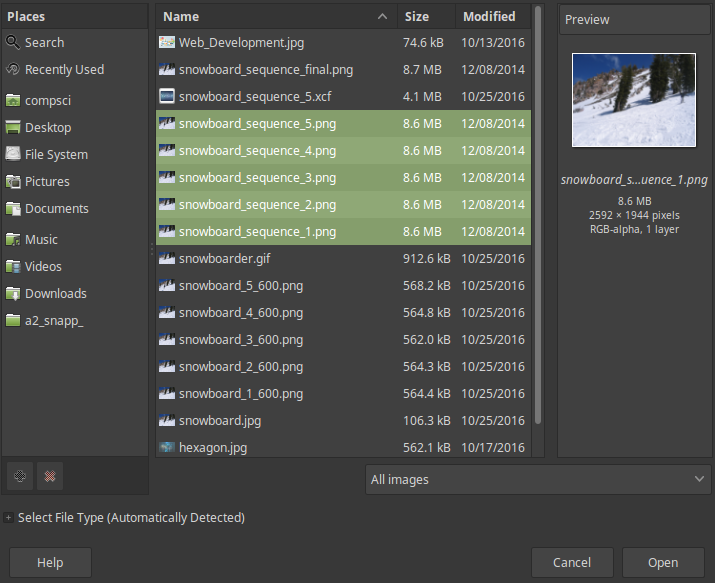 Places
Search
Recently Used
compsci
Desktop
File System
Pictures
Documents
Music
Videos
Downloads
a2_snapp_
Name Size Modified
Web_Development.jpg 74.6 kB 10/13/2016
snowboard_sequence_final.png 8.7 MB 12/08/2014
snowboard_sequence_5.xcf 4.1 MB 10/25/2016
snowboard_sequence_5.png 8.6 MB 12/08/2014
snowboard_sequence_4.png 8.6 MB 12/08/2014
snowboard_sequence_3.png 8.6 MB 12/08/2014
snowboard_sequence_2.png 8.6 MB 12/08/2014
snowboard_sequence_1.png 8.6 MB 12/08/2014
snowboarder.gif 912.6 kB 10/25/2016
snowboard_5_600.png 568.2 kB 10/25/2016
snowboard_4_600.png 564.8 kB 10/25/2016
snowboard_3_600.png 562.0 kB 10/25/2016
snowboard_2_600.png 564.3 kB 10/25/2016
snowboard_1_600.png 564.4 kB 10/25/2016
snowboard.jpg 106.3 kB 10/25/2016
hexagon.jpg 562.1 kB 10/17/2016
Preview
snowboard_s...uence_1.png
8.6 MB
2592 × 1944 pixels
RGB-alpha, 1 layer
All images
Select File Type (Automatically Detected)
Help Cancel Open